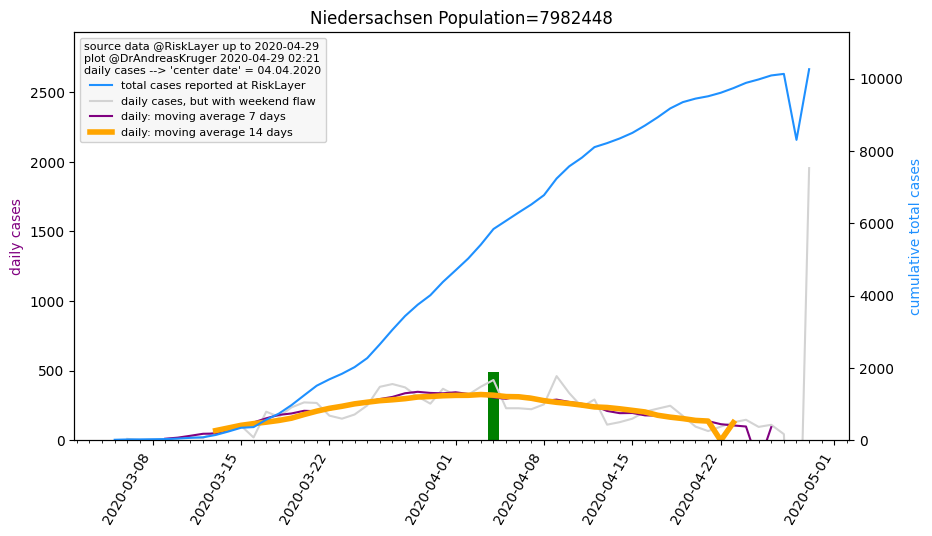 Niedersachsen Population=7982448
source data @RiskLayer up to 2020-04-29
plot @DrAndreasKruger 2020-04-29 02:21
daily cases --> 'center date' = 04.04.2020
total cases reported at RiskLayer
daily cases, but with weekend flaw
daily: moving average 7 days
daily: moving average 14 days
daily cases
2500
2000
1500
1000
500
0
cumulative total cases
10000
8000
6000
4000
2000
0
2020-03-08
2020-03-15
2020-03-22
2020-04-01
2020-04-08
2020-04-15
2020-04-22
2020-05-01